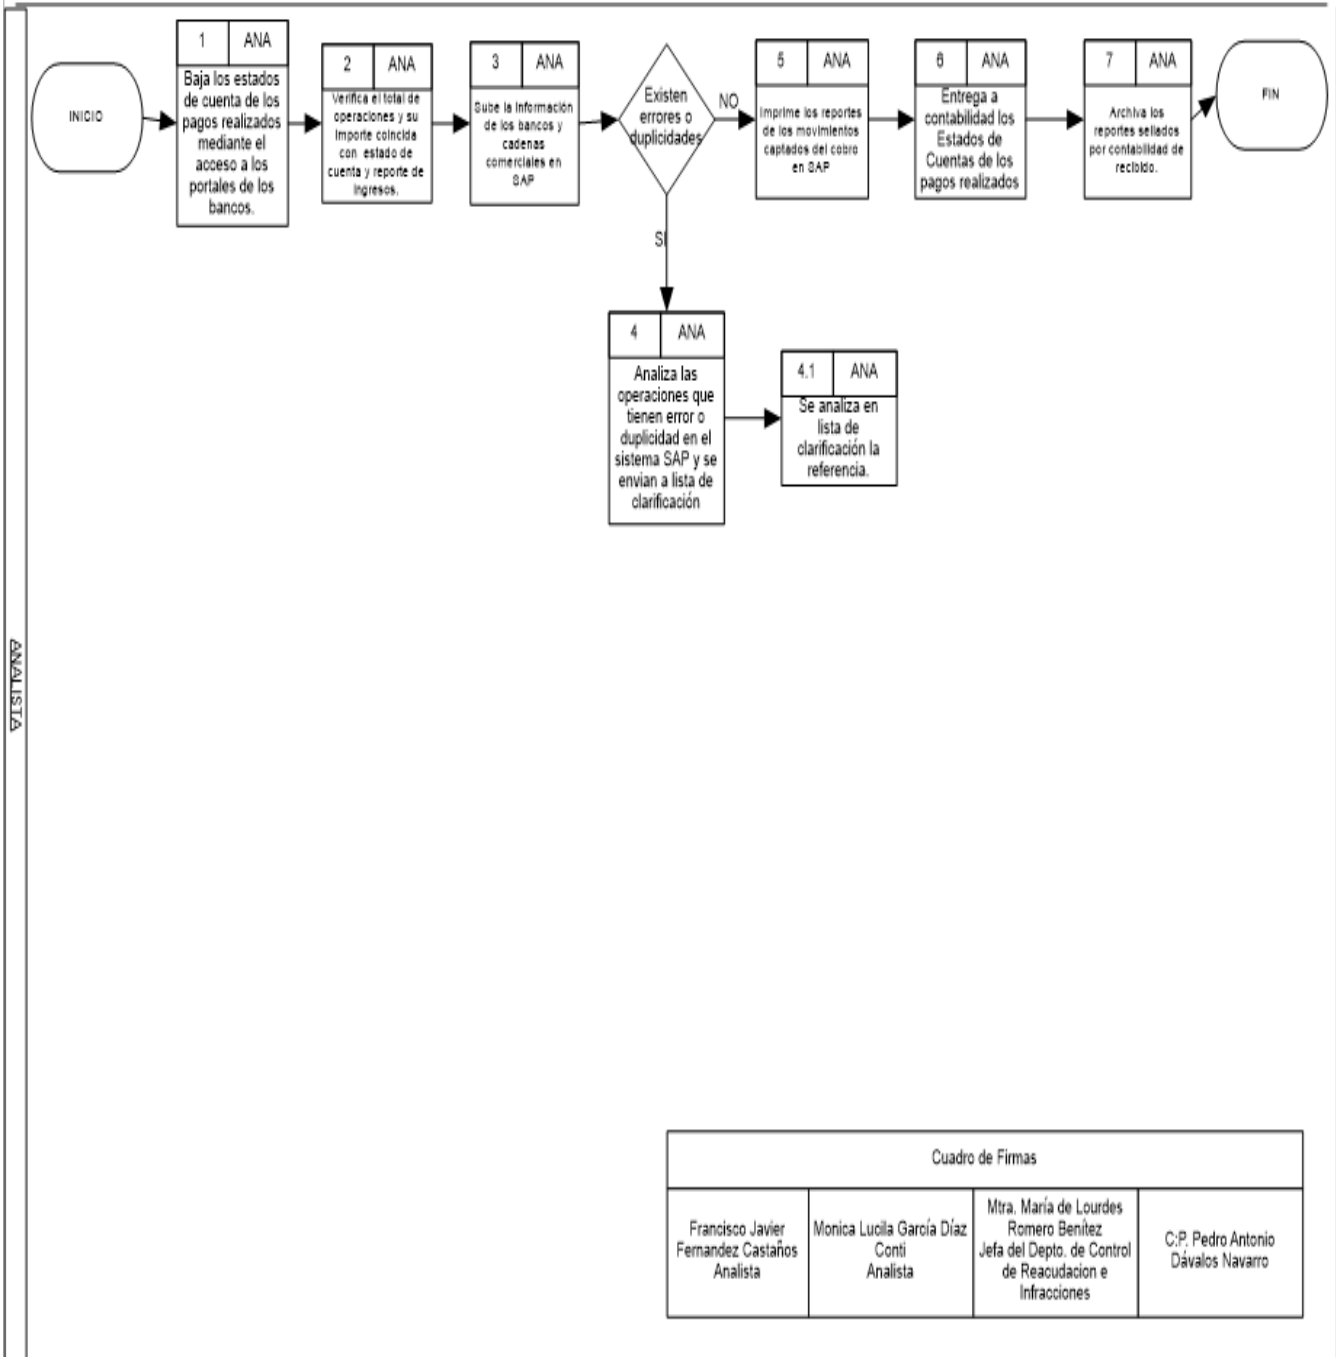 INICIO
1 ANA
Baja los estados
de cuenta de los
pagos realizados
mediante el
acceso a los
portales de los
bancos.
2 ANA
Verifica el total de
operaciones y su
importe coincida
con estado de
cuenta y reporte de
ingresos.
3 ANA
Sube la información
de los bancos y
cadenas
comerciales en
SAP
Existen
errores o
duplicidades
NO
SI
5 ANA
Imprime los reportes
de los movimientos
captados del cobro
en SAP
6 ANA
Entrega a
contabilidad los
Estados de
Cuentas de los
pagos realizados
7 ANA
Archiva los
reportes sellados
por contabilidad de
recibido.
FIN
4 ANA
Analiza las
operaciones que
tienen error o
duplicidad en el
sistema SAP y se
envian a lista de
clarificación
4.1 ANA
Se analiza en
lista de
clarificación la
referencia.
ANALISTA
Cuadro de Firmas
Francisco Javier
Fernandez Castaños
Analista
Monica Lucila García Díaz
Conti
Analista
Mtra. María de Lourdes
Romero Benítez
Jefa del Depto. de Control
de Reacudacion e
Infracciones
C:P. Pedro Antonio
Dávalos Navarro